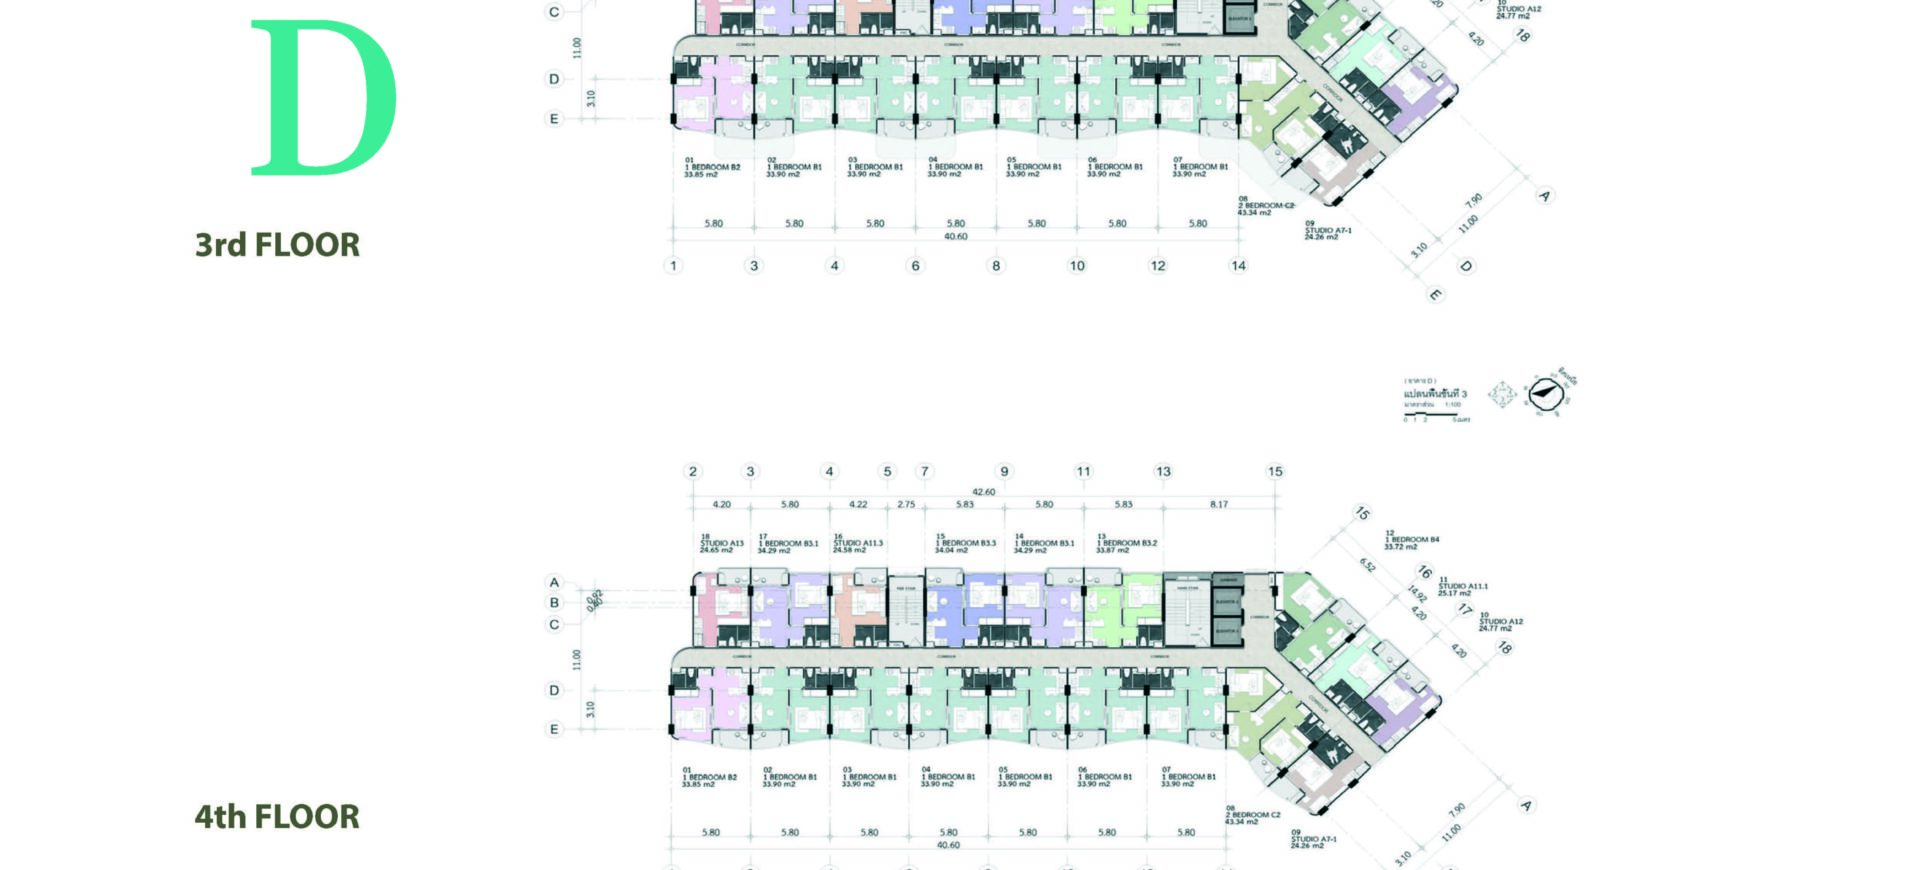 D
C
11.00
D
3.10
E
CORRIDOR
CORRIDOR
CORRIDOR
CORRIDOR
CORRIDOR
10
STUDIO A12
24.77 m2
18
4.20
01
1 BEDROOM B2
33.85 m2
02
1 BEDROOM B1
33.90 m2
03
1 BEDROOM B1
33.90 m2
04
1 BEDROOM B1
33.90 m2
05
1 BEDROOM B1
33.90 m2
06
1 BEDROOM B1
33.90 m2
07
1 BEDROOM B1
33.90 m2
08
2 BEDROOM C2
43.34 m2
09
STUDIO A7-1
24.26 m2
A
7.90
11.00
3.10
D
E
5.80 5.80 5.80 5.80 5.80 5.80 5.80
40.60
1 3 4 6 8 10 12 14
3rd FLOOR
( อาคาร D )
แปลนพื้นชั้นที่ 3
มาตราส่วน 1:100
0 1 2 5 เมตร
2 3 4 5 7 9 11 13 15
42.60
4.20 5.80 4.22 2.75 5.83 5.80 5.83 8.17
18
STUDIO A13
24.65 m2
17
1 BEDROOM B3.1
34.29 m2
16
STUDIO A11.3
24.58 m2
15
1 BEDROOM B3.3
34.04 m2
14
1 BEDROOM B3.1
34.29 m2
13
1 BEDROOM B3.2
33.87 m2
15
12
1 BEDROOM B4
33.72 m2
6.52
16
11
STUDIO A11.1
25.17 m2
14.92
4.20
17
10
STUDIO A12
24.77 m2
4.20
18
A
B
C
11.00
D
3.10
E
CORRIDOR
CORRIDOR
CORRIDOR
CORRIDOR
CORRIDOR
01
1 BEDROOM B2
33.85 m2
02
1 BEDROOM B1
33.90 m2
03
1 BEDROOM B1
33.90 m2
04
1 BEDROOM B1
33.90 m2
05
1 BEDROOM B1
33.90 m2
06
1 BEDROOM B1
33.90 m2
07
1 BEDROOM B1
33.90 m2
08
2 BEDROOM C2
43.34 m2
09
STUDIO A7-1
24.26 m2
A
7.90
11.00
3.10
5.80 5.80 5.80 5.80 5.80 5.80 5.80
40.60
4th FLOOR